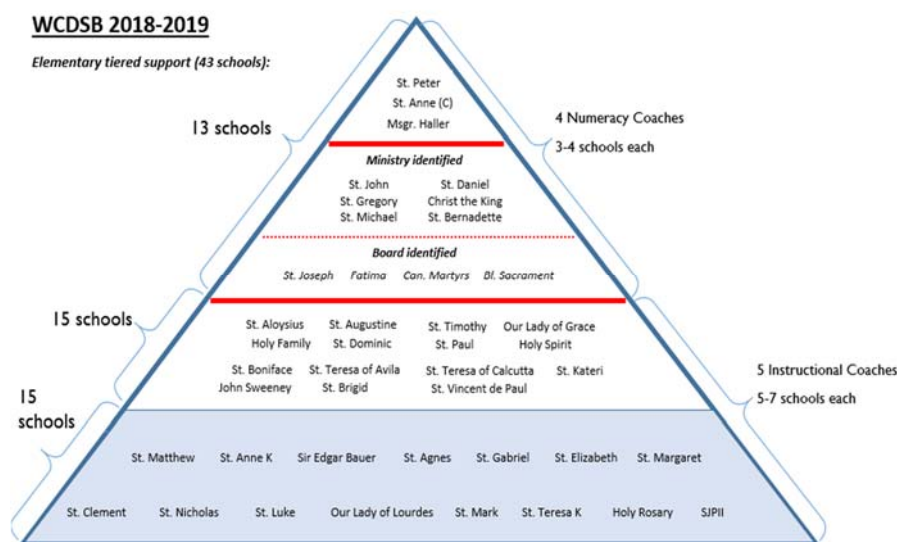 WCDSB 2018-2019
Elementary tiered support (43 schools):
St. Peter
St. Anne (C)
Msgr. Haller
13 schools
4 Numeracy Coaches
3-4 schools each
Ministry identified
St. John St. Daniel
St. Gregory Christ the King
St. Michael St. Bernadette
Board identified
St. Joseph Fatima Can. Martyrs Bl. Sacrament
15 schools
St. Aloysius St. Augustine St. Timothy Our Lady of Grace
Holy Family St. Dominic St. Paul Holy Spirit
St. Boniface St. Teresa of Avila St. Teresa of Calcutta St. Kateri
John Sweeney St. Brigid St. Vincent de Paul
5 Instructional Coaches
5-7 schools each
15
schools
St. Matthew St. Anne K Sir Edgar Bauer St. Agnes St. Gabriel St. Elizabeth St. Margaret
St. Clement St. Nicholas St. Luke Our Lady of Lourdes St. Mark St. Teresa K Holy Rosary SJPII